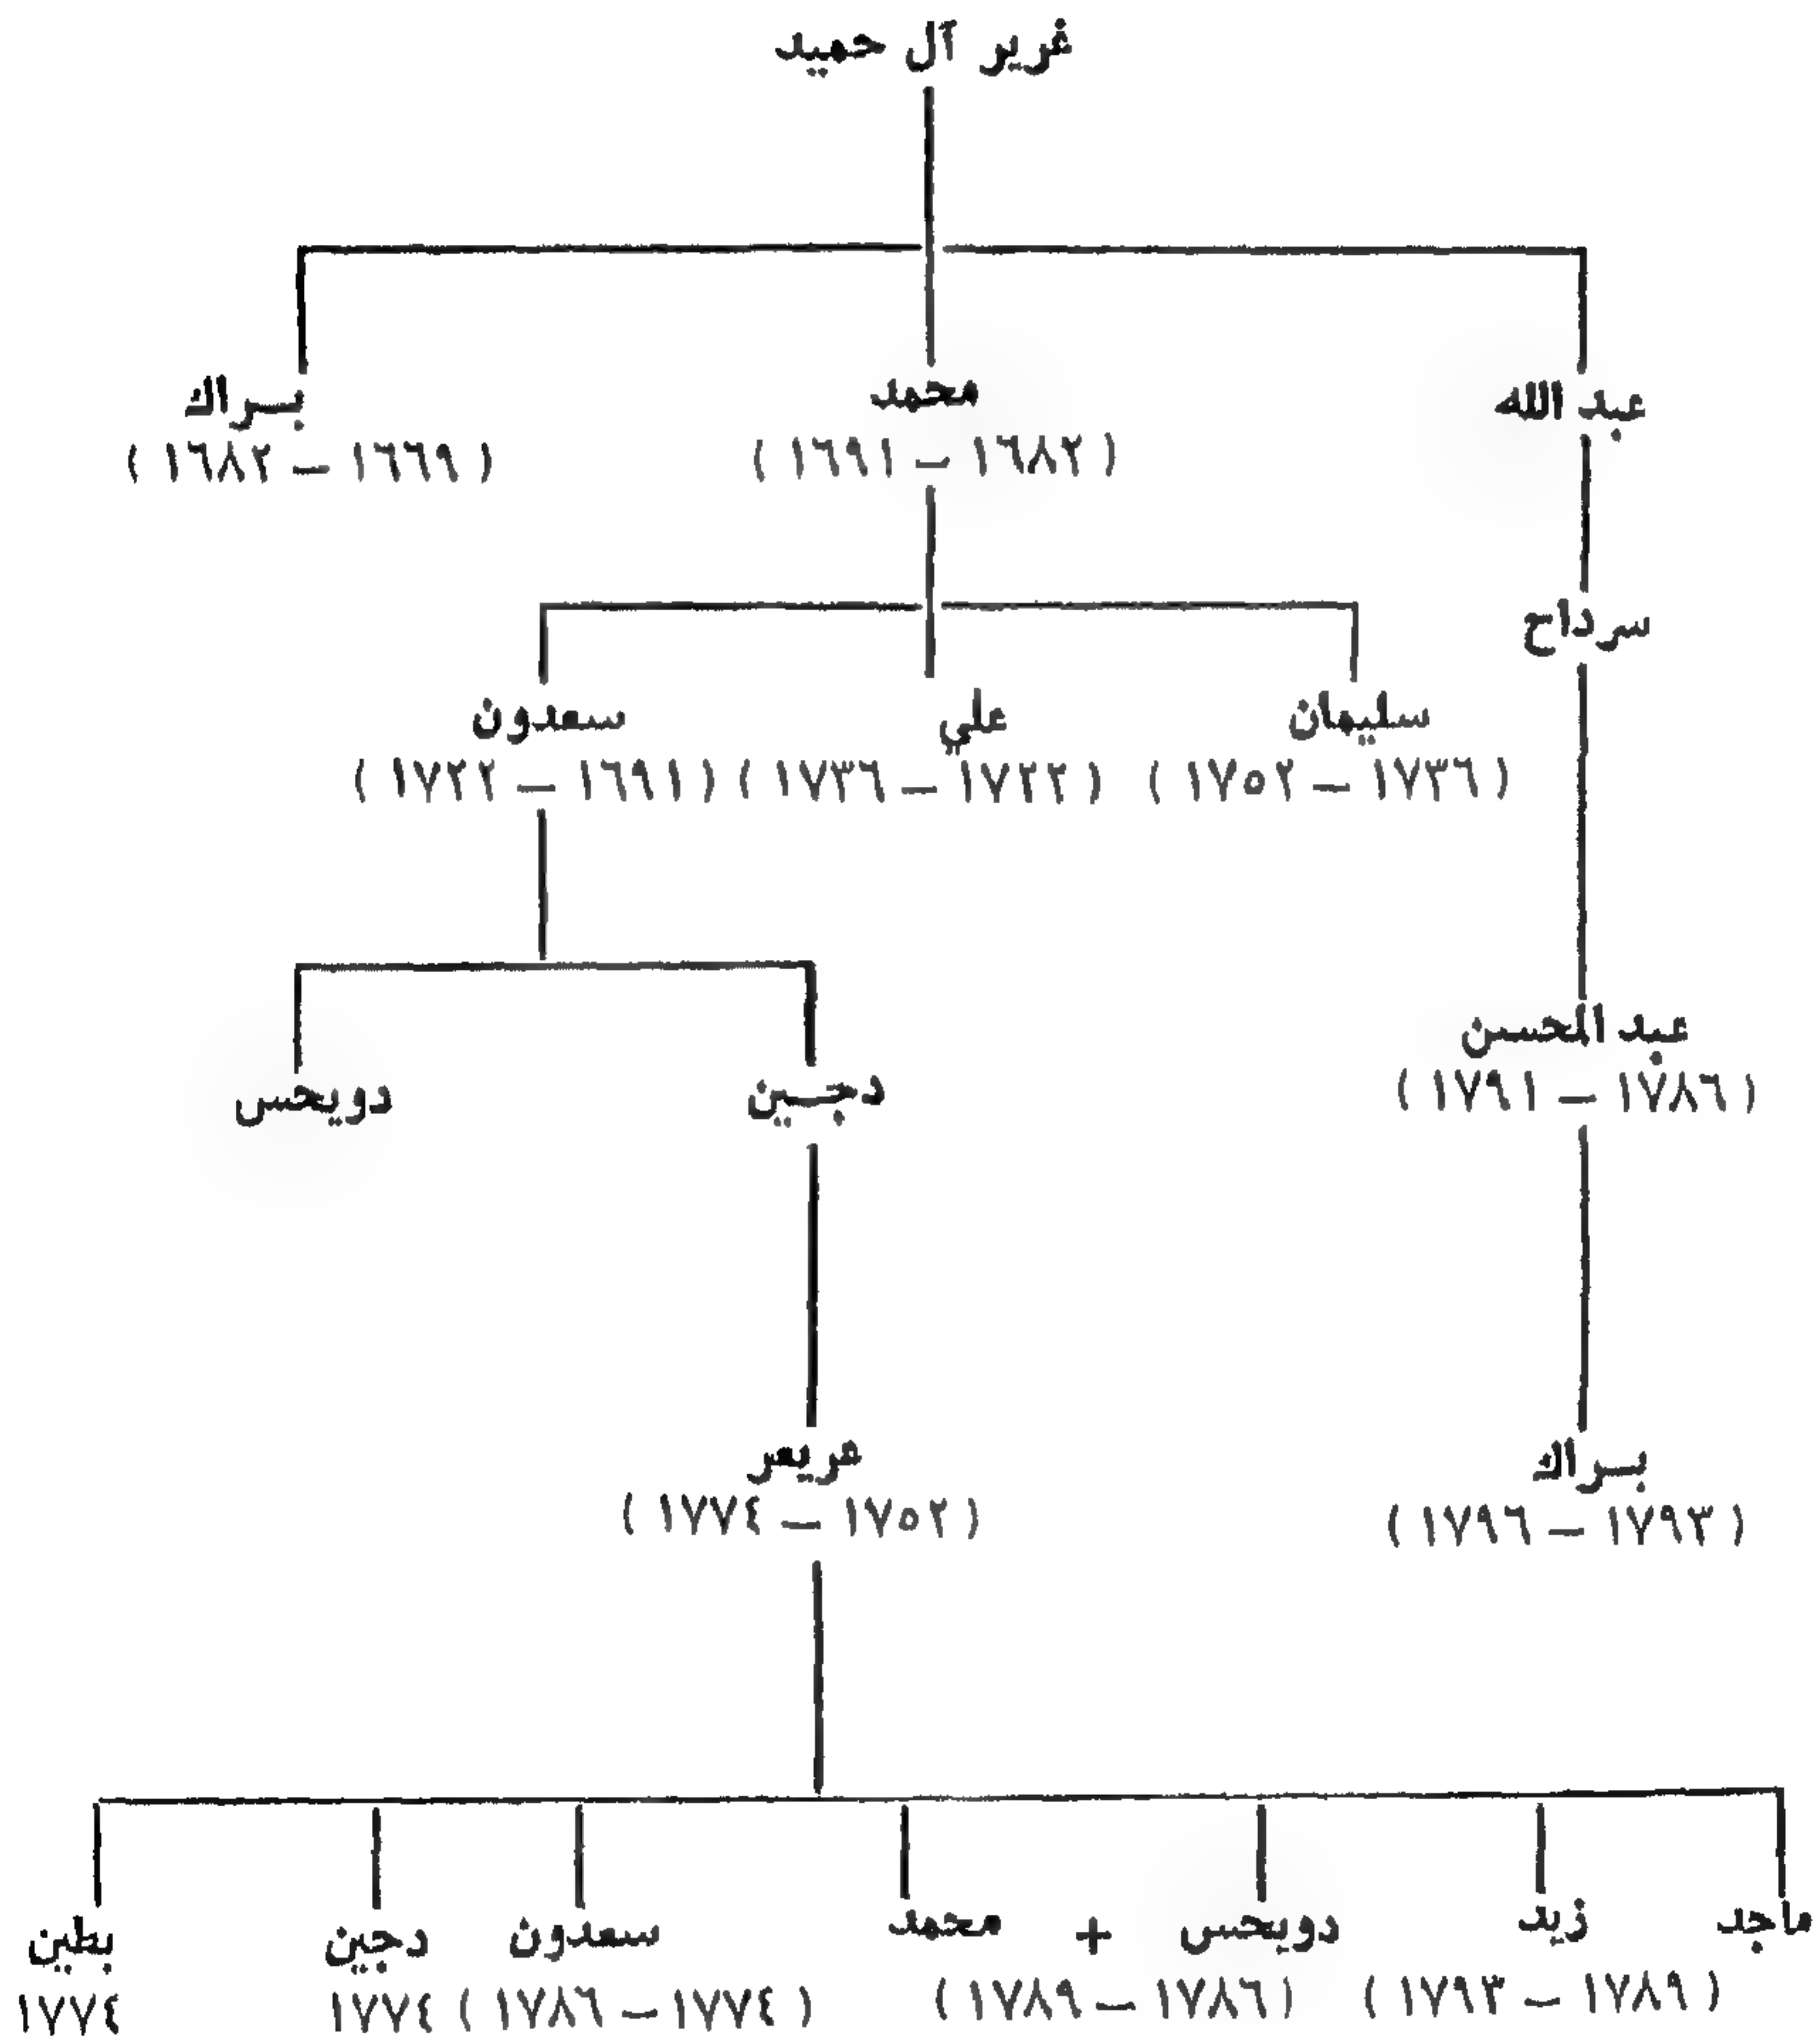 غرير آل حميد
عبد الله محمد براك
( ١٦٨٢ – ١٦٩١ ) ( ١٦٦٩ – ١٦٨٢ )
سرداح
سليمان علي سعدون
( ١٧٣٦ – ١٧٥٢ ) ( ١٧٢٢ – ١٧٣٦ ) ( ١٦٩١ – ١٧٢٢ )
عبد المحسن
( ١٧٨٦ – ١٧٩١ )
دجين دويحس
براك عريعر
( ١٧٩٣ – ١٧٩٦ ) ( ١٧٥٢ – ١٧٧٤ )
ماجد زيد دويحس + محمد سعدون دجين بطين
( ١٧٨٩ – ١٧٩٣ ) ( ١٧٨٦ – ١٧٨٩ ) ( ١٧٧٤ – ١٧٨٦ ) ١٧٧٤ ١٧٧٤